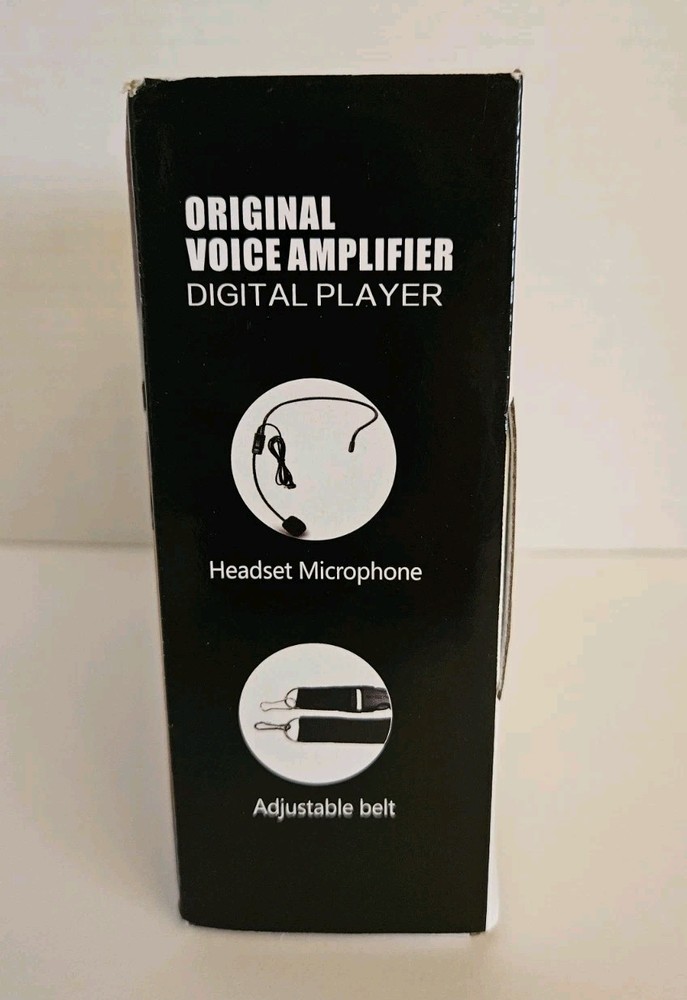 ORIGINAL
VOICE AMPLIFIER
DIGITAL PLAYER
Headset Microphone
Adjustable belt